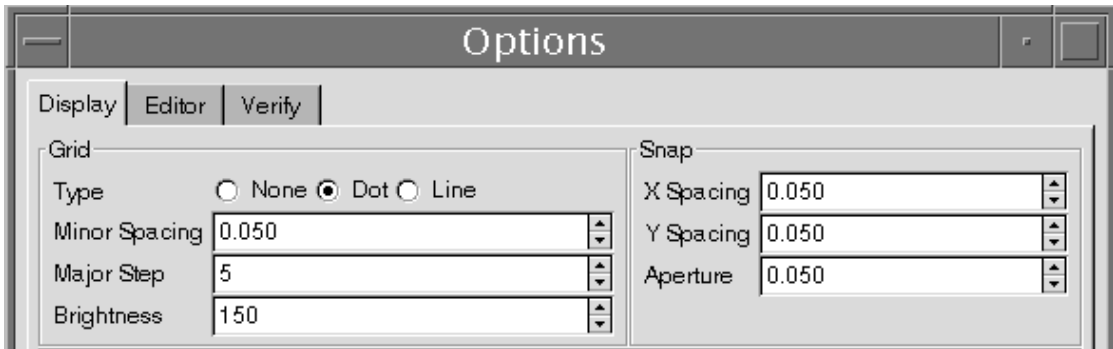 Options
Display Editor Verify
Grid
Type None Dot Line
Minor Spacing 0.050
Major Step 5
Brightness 150
Snap
X Spacing 0.050
Y Spacing 0.050
Aperture 0.050